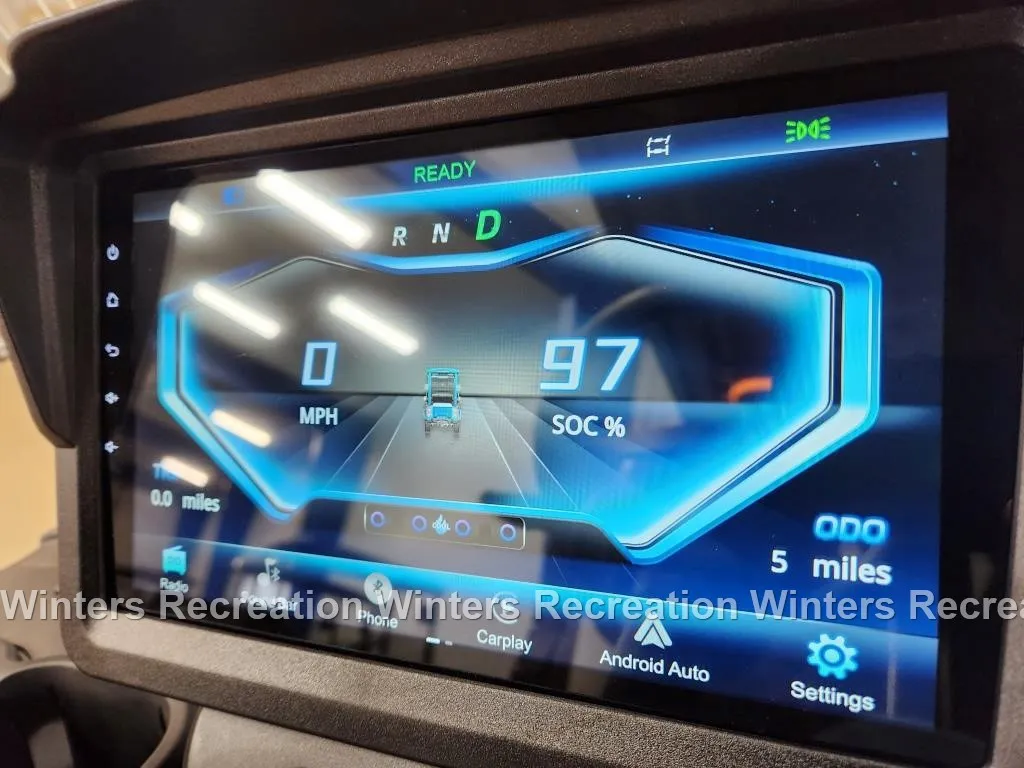 READY
R N D
0
MPH
97
SOC %
0.0 miles
ODO
5 miles
Radio
Phone
Carplay
Android Auto
Settings
Winters Recreation Winters Recreation Winters Recrea